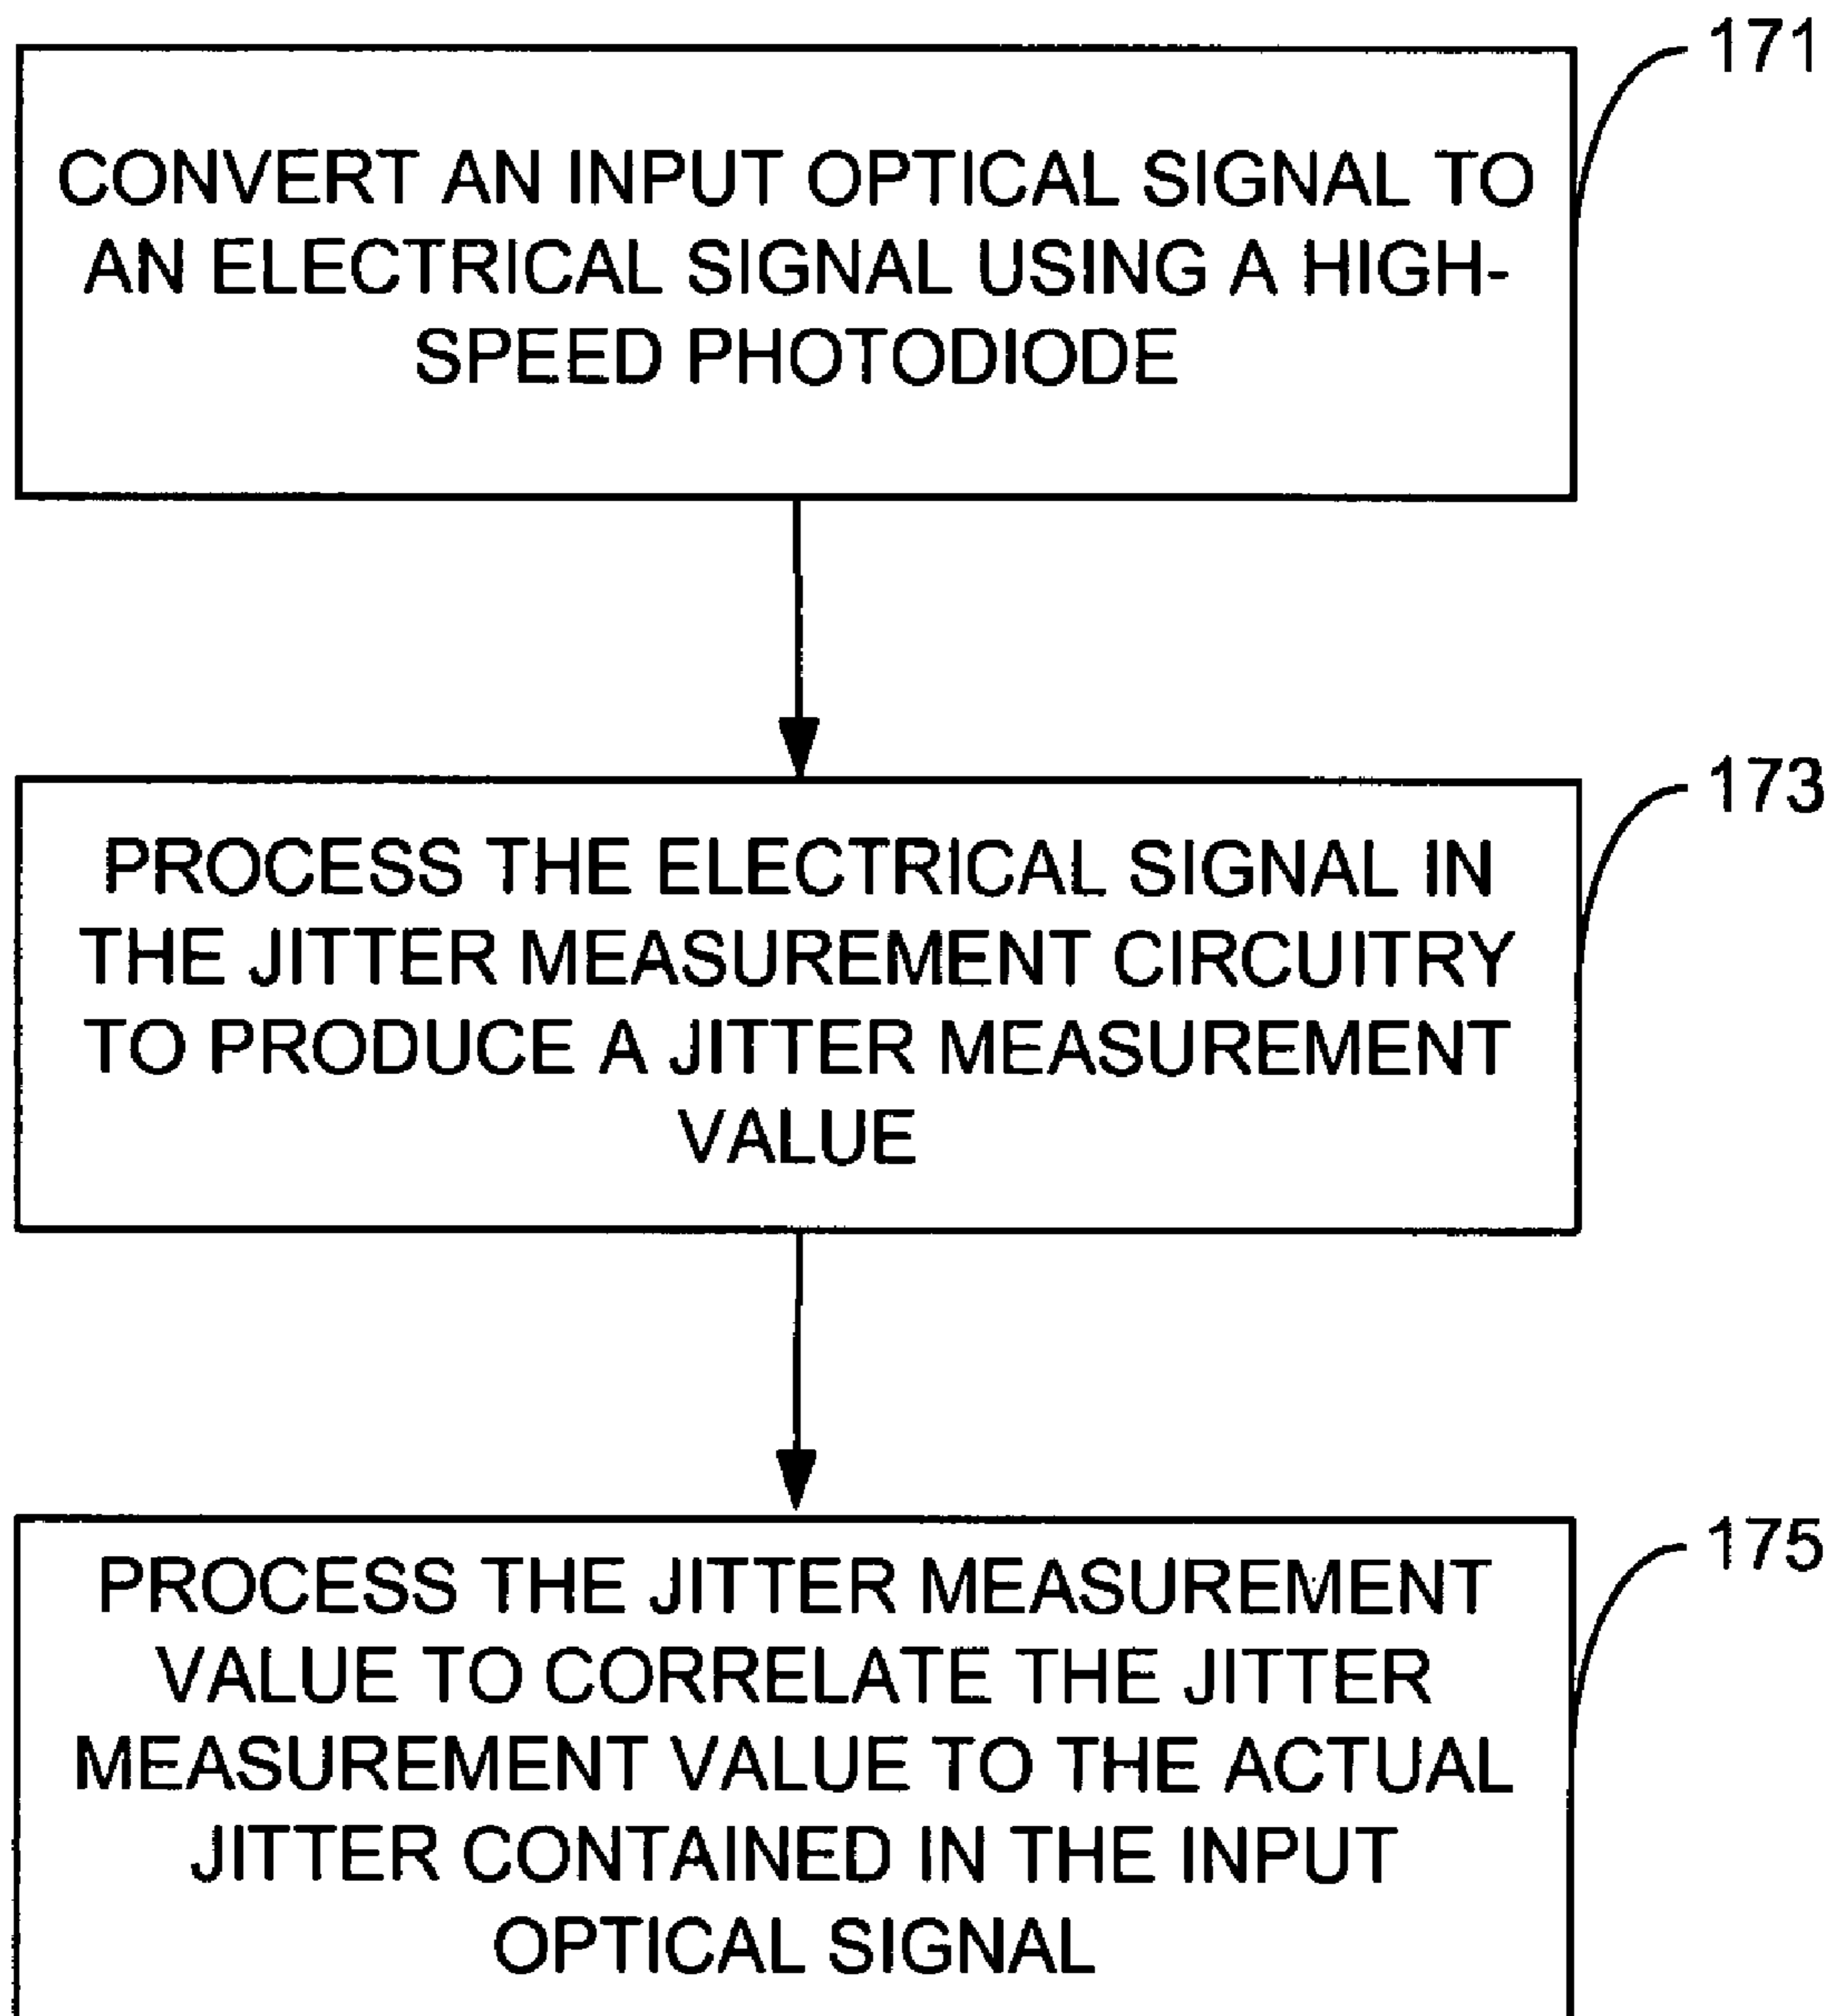 171
CONVERT AN INPUT OPTICAL SIGNAL TO
AN ELECTRICAL SIGNAL USING A HIGH-
SPEED PHOTODIODE
173
PROCESS THE ELECTRICAL SIGNAL IN
THE JITTER MEASUREMENT CIRCUITRY
TO PRODUCE A JITTER MEASUREMENT
VALUE
175
PROCESS THE JITTER MEASUREMENT
VALUE TO CORRELATE THE JITTER
MEASUREMENT VALUE TO THE ACTUAL
JITTER CONTAINED IN THE INPUT
OPTICAL SIGNAL